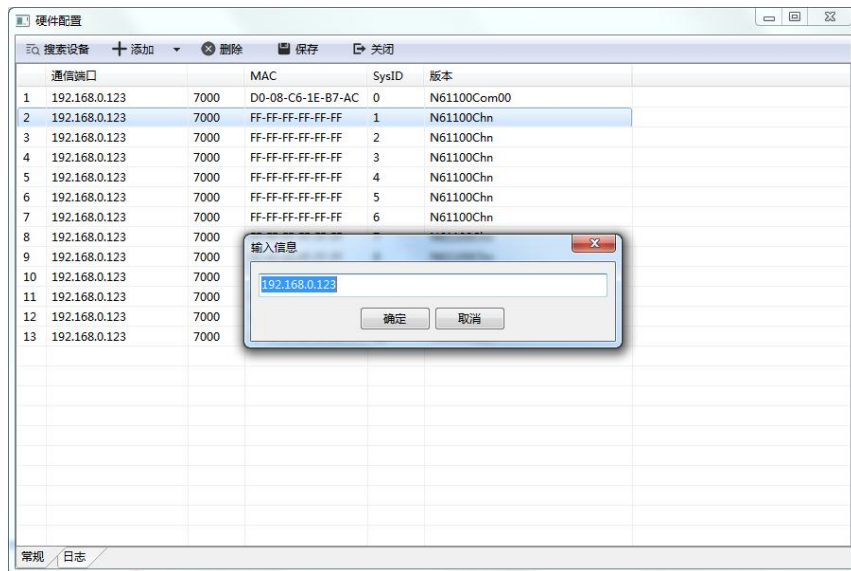 硬件配置
搜索设备 添加 删除 保存 关闭
通信端口 MAC SysID 版本
1 192.168.0.123 7000 D0-08-C6-1E-B7-AC 0 N61100Com00
2 192.168.0.123 7000 FF-FF-FF-FF-FF-FF 1 N61100Chn
3 192.168.0.123 7000 FF-FF-FF-FF-FF-FF 2 N61100Chn
4 192.168.0.123 7000 FF-FF-FF-FF-FF-FF 3 N61100Chn
5 192.168.0.123 7000 FF-FF-FF-FF-FF-FF 4 N61100Chn
6 192.168.0.123 7000 FF-FF-FF-FF-FF-FF 5 N61100Chn
7 192.168.0.123 7000 FF-FF-FF-FF-FF-FF 6 N61100Chn
8 192.168.0.123 7000
9 192.168.0.123 7000
10 192.168.0.123 7000
11 192.168.0.123 7000
12 192.168.0.123 7000
13 192.168.0.123 7000
输入信息
192.168.0.123
确定 取消
常规 日志